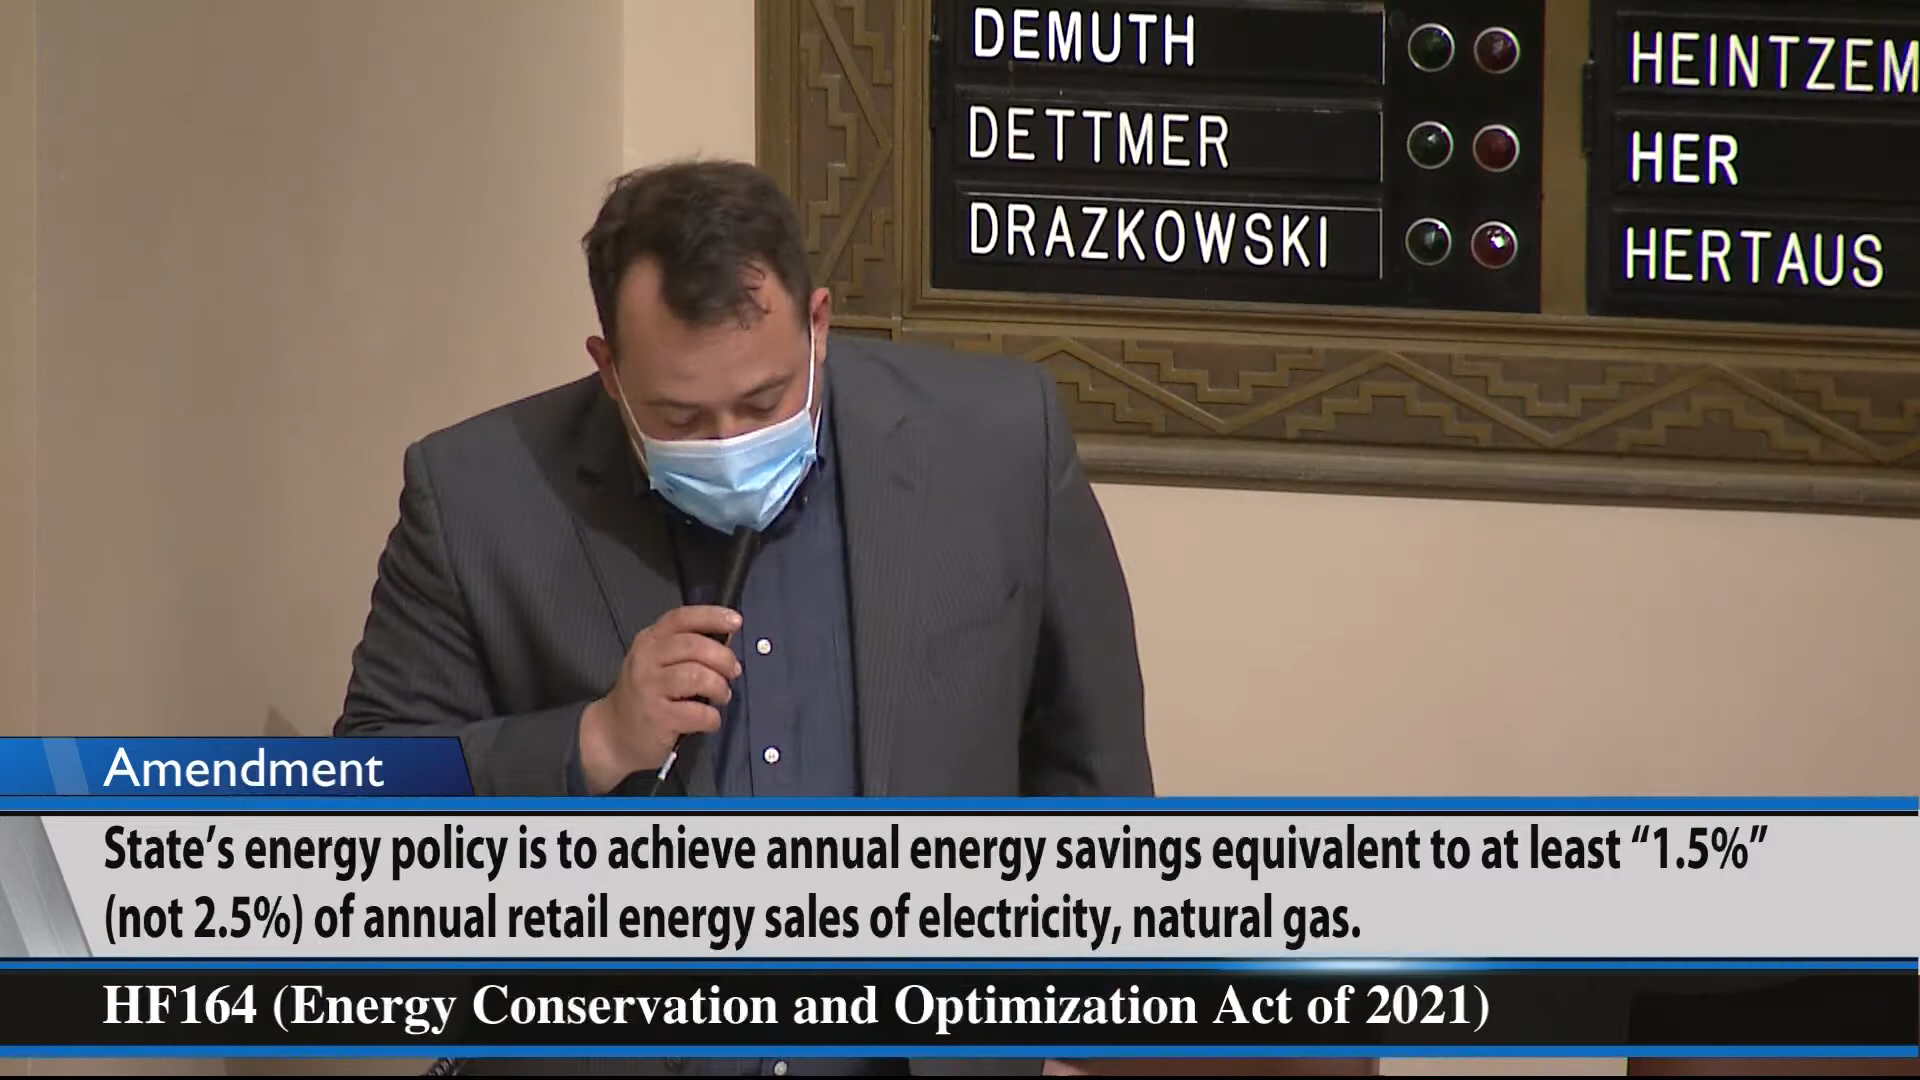 DEMUTH
DETTMER
DRAZKOWSKI
HEINTZEM
HER
HERTAUS
Amendment
State’s energy policy is to achieve annual energy savings equivalent to at least “1.5%”
(not 2.5%) of annual retail energy sales of electricity, natural gas.
HF164 (Energy Conservation and Optimization Act of 2021)